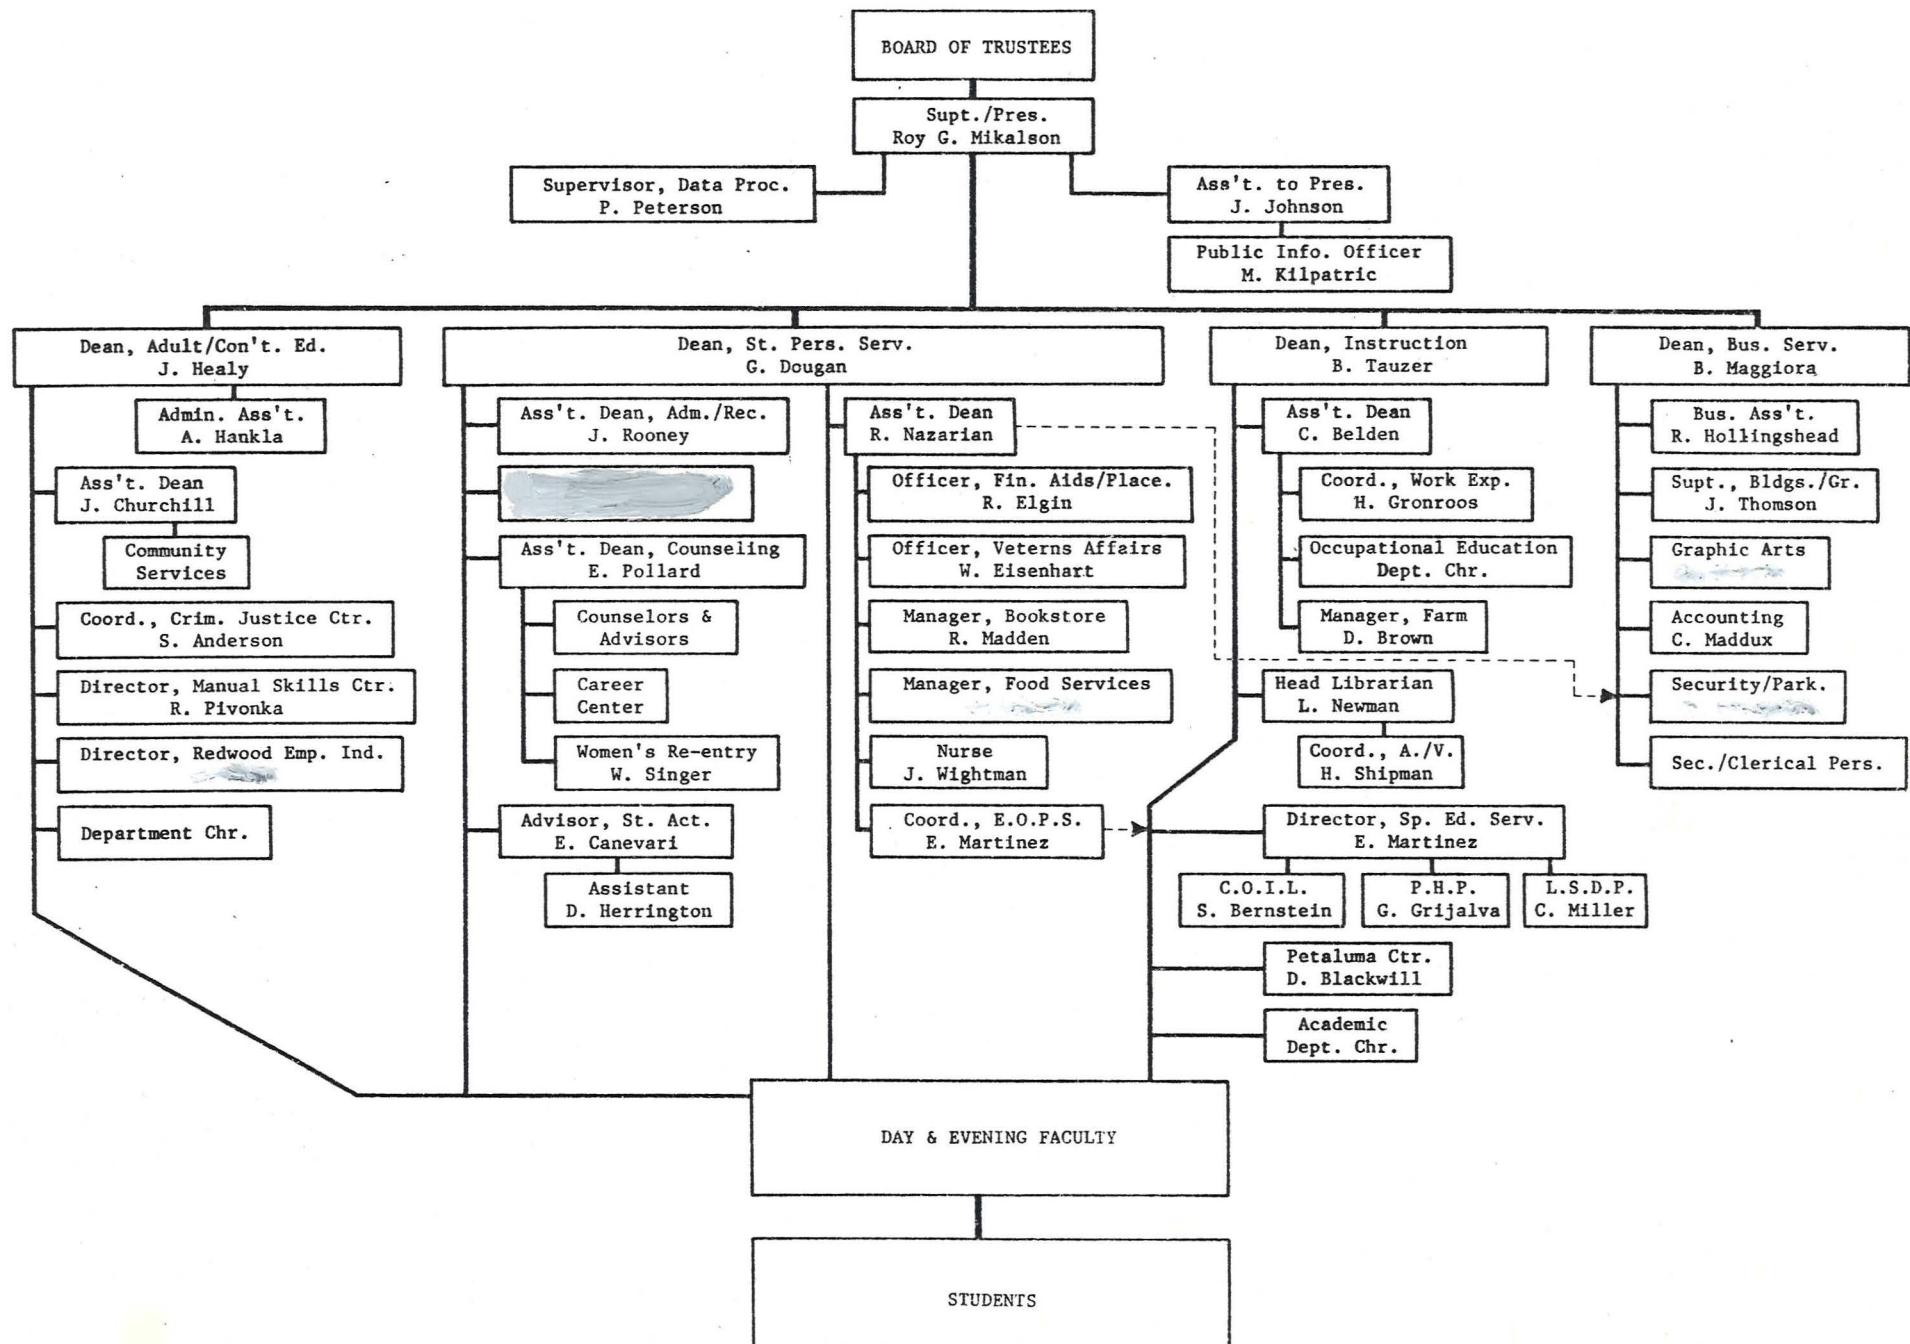 BOARD OF TRUSTEES
Supt./Pres.
Roy G. Mikalson
Supervisor, Data Proc.
P. Peterson
Ass't. to Pres.
J. Johnson
Public Info. Officer
M. Kilpatric
Dean, Adult/Con't. Ed.
J. Healy
Admin. Ass't.
A. Hankla
Ass't. Dean
J. Churchill
Community
Services
Coord., Crim. Justice Ctr.
S. Anderson
Director, Manual Skills Ctr.
R. Pivonka
Director, Redwood Emp. Ind.
Department Chr.
Dean, St. Pers. Serv.
G. Dougan
Ass't. Dean, Adm./Rec.
J. Rooney
Ass't. Dean, Counseling
E. Pollard
Counselors &
Advisors
Career
Center
Women's Re-entry
W. Singer
Advisor, St. Act.
E. Canevari
Assistant
D. Herrington
Ass't. Dean
R. Nazarian
Officer, Fin. Aids/Place.
R. Elgin
Officer, Veterns Affairs
W. Eisenhart
Manager, Bookstore
R. Madden
Manager, Food Services
Nurse
J. Wightman
Coord., E.O.P.S.
E. Martinez
Dean, Instruction
B. Tauzer
Ass't. Dean
C. Belden
Coord., Work Exp.
H. Gronroos
Occupational Education
Dept. Chr.
Manager, Farm
D. Brown
Head Librarian
L. Newman
Coord., A./V.
H. Shipman
Director, Sp. Ed. Serv.
E. Martinez
C.O.I.L.
S. Bernstein
P.H.P.
G. Grijalva
L.S.D.P.
C. Miller
Petaluma Ctr.
D. Blackwill
Academic
Dept. Chr.
Dean, Bus. Serv.
B. Maggiora
Bus. Ass't.
R. Hollingshead
Supt., Bldgs./Gr.
J. Thomson
Graphic Arts
Accounting
C. Maddux
Security/Park.
Sec./Clerical Pers.
DAY & EVENING FACULTY
STUDENTS